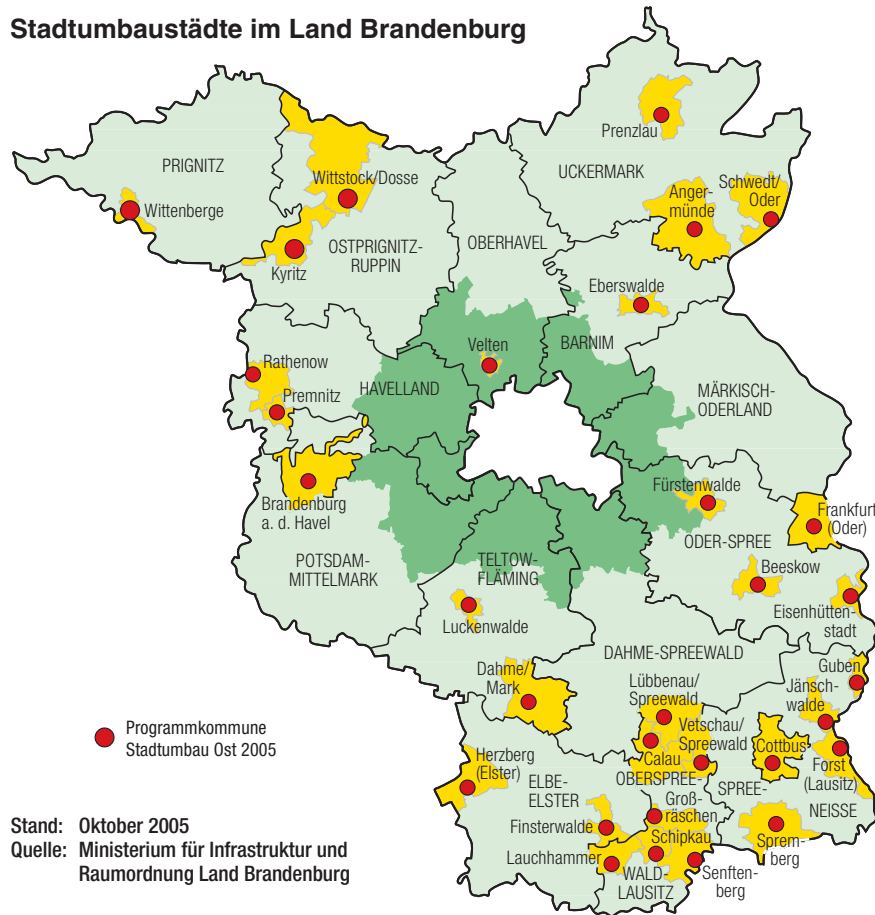 Stadtumbaustädte im Land Brandenburg
Prenzlau
PRIGNITZ
UCKERMARK
Wittstock/Dosse
Schwedt/
Oder
Anger-
münde
Wittenberge
OSTPRIGNITZ-
RUPPIN
OBERHAVEL
Kyritz
Eberswalde
Velten
BARNIM
Rathenow
HAVELLAND
Premnitz
MÄRKISCH-
ODERLAND
Brandenburg
a. d. Havel
Fürstenwalde
Frankfurt
(Oder)
ODER-SPREE
POTSDAM-
MITTELMARK
TELTOW-
FLÄMING
Beeskow
Eisenhütten-
stadt
Luckenwalde
DAHME-SPREEWALD
Guben
Dahme/
Mark
Lübbenau/
Spreewald
Jänsch-
walde
Vetschau/
Spreewald
Programmkommune
Stadtumbau Ost 2005
Herzberg
(Elster)
Calau
Cottbus
Forst
(Lausitz)
ELBE-
ELSTER
OBERSPREE-
WALD-
LAUSITZ
SPREE-
NEISSE
Groß-
räschen
Finsterwalde
Schipkau
Sprem-
berg
Lauchhammer
Senften-
berg
Stand: Oktober 2005
Quelle: Ministerium für Infrastruktur und
Raumordnung Land Brandenburg